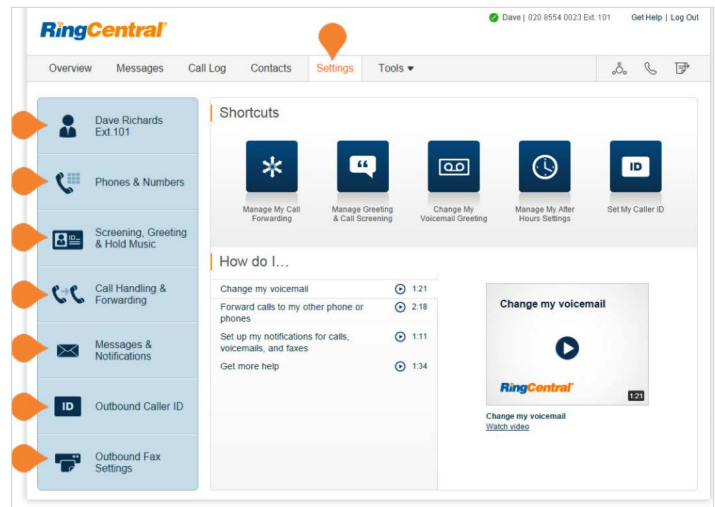 Dave | 020 8554 0023 Ext. 101 Get Help | Log Out
RingCentral®
Overview Messages Call Log Contacts Settings Tools
Dave Richards
Ext.101
Phones & Numbers
Screening, Greeting
& Hold Music
Call Handling &
Forwarding
Messages &
Notifications
ID
Outbound Caller ID
Outbound Fax
Settings
Shortcuts
Manage My Call
Forwarding
Manage Greeting
& Call Screening
Change My
Voicemail Greeting
Manage My After
Hours Settings
ID
Set My Caller ID
How do I...
Change my voicemail 1:21
Forward calls to my other phone or
phones 2:18
Set up my notifications for calls,
voicemails, and faxes 1:11
Get more help 1:34
Change my voicemail
RingCentral®
1:21
Change my voicemail
Watch video